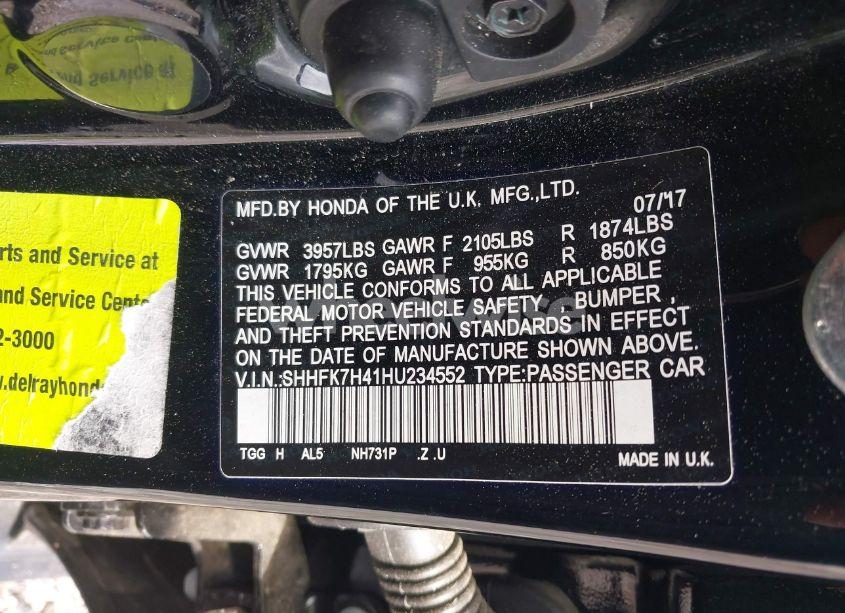 MFD.BY HONDA OF THE U.K. MFG.,LTD. 07/17
GVWR 3957LBS GAWR F 2105LBS R 1874LBS
GVWR 1795KG GAWR F 955KG R 850KG
THIS VEHICLE CONFORMS TO ALL APPLICABLE
FEDERAL MOTOR VEHICLE SAFETY , BUMPER ,
AND THEFT PREVENTION STANDARDS IN EFFECT
ON THE DATE OF MANUFACTURE SHOWN ABOVE.
V.I.N.:SHHFK7H41HU234552 TYPE:PASSENGER CAR
TGG H AL5 NH731P .Z .U
MADE IN U.K.
and Service at
and Service
2-3000
.delrayhond